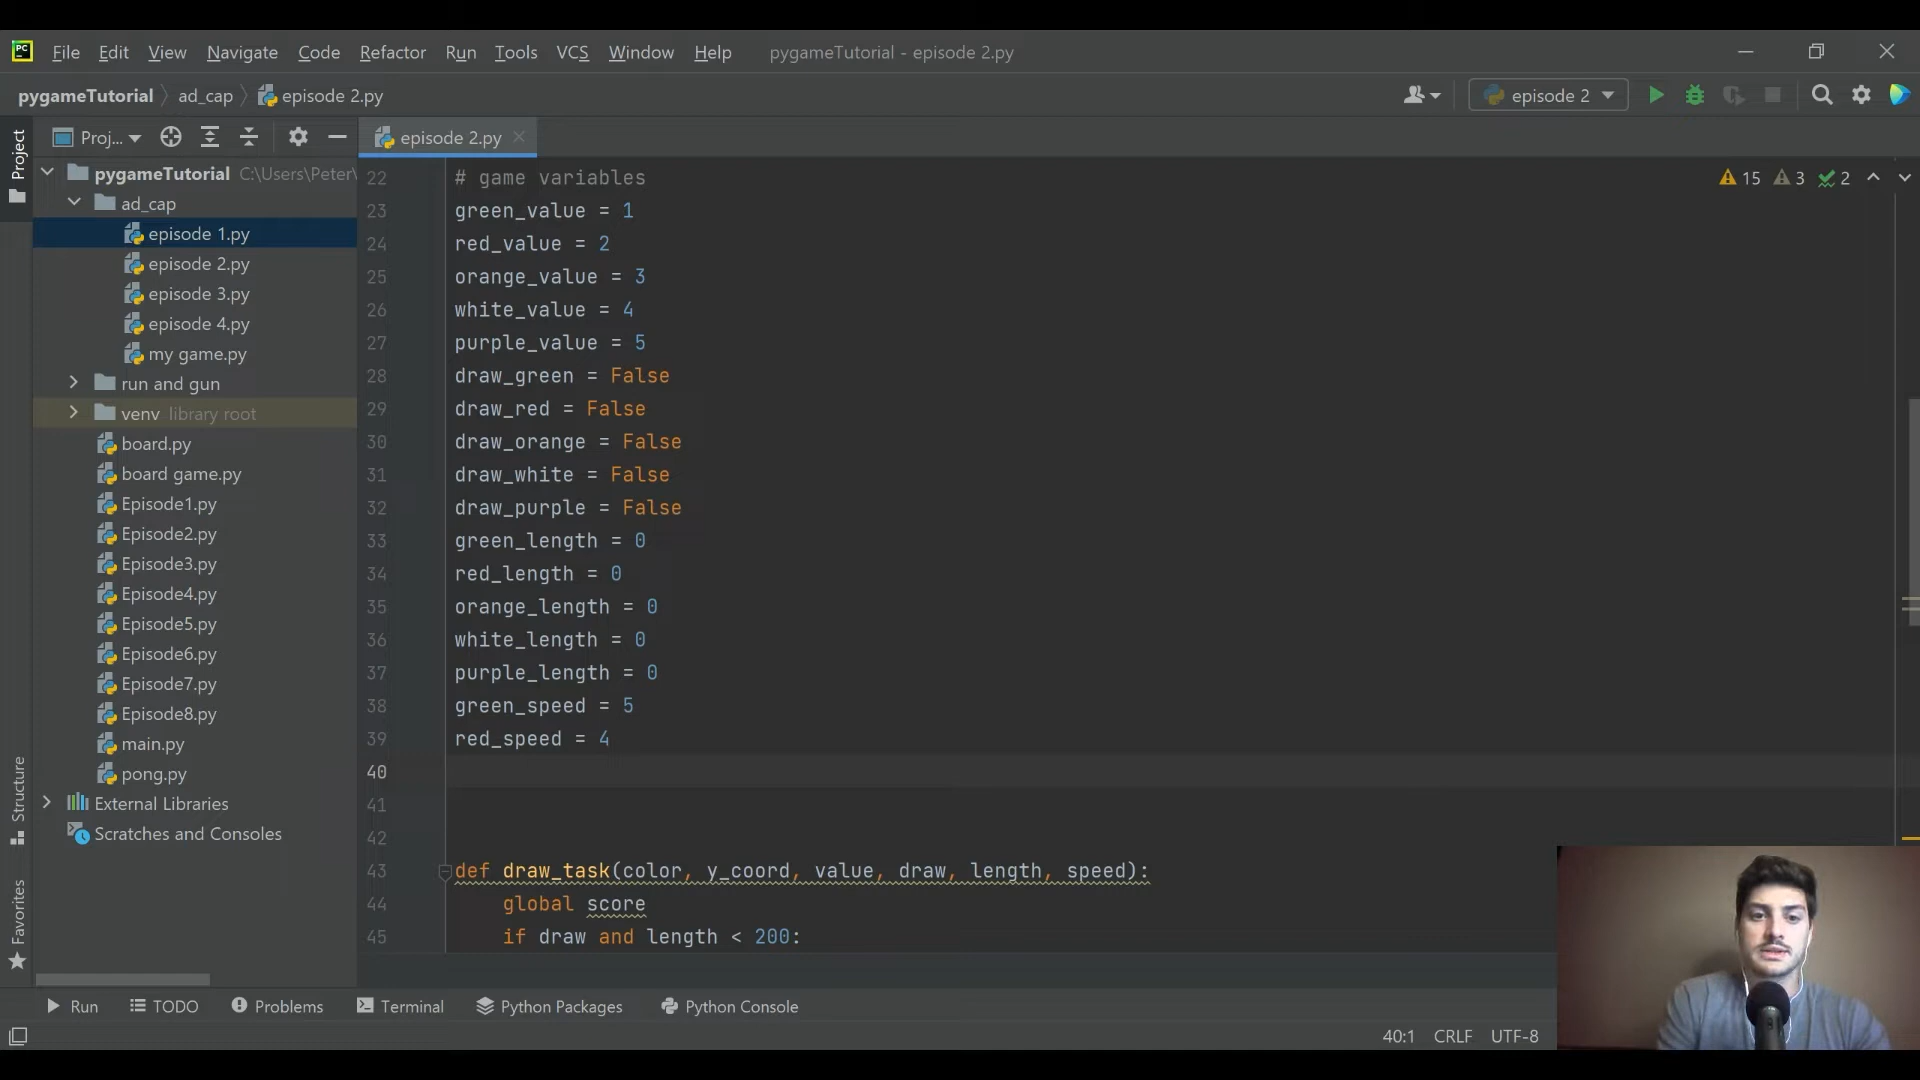 PC File Edit View Navigate Code Refactor Run Tools VCS Window Help pygameTutorial - episode 2.py
pygameTutorial ad_cap episode 2.py episode 2
Project
Proj...
episode 2.py
pygameTutorial C:\Users\Peter\
ad_cap
episode 1.py
episode 2.py
episode 3.py
episode 4.py
my game.py
run and gun
venv library root
board.py
board game.py
Episode1.py
Episode2.py
Episode3.py
Episode4.py
Episode5.py
Episode6.py
Episode7.py
Episode8.py
main.py
pong.py
External Libraries
Scratches and Consoles
Structure
Favorites
15 3 2
22 # game variables
23 green_value = 1
24 red_value = 2
25 orange_value = 3
26 white_value = 4
27 purple_value = 5
28 draw_green = False
29 draw_red = False
30 draw_orange = False
31 draw_white = False
32 draw_purple = False
33 green_length = 0
34 red_length = 0
35 orange_length = 0
36 white_length = 0
37 purple_length = 0
38 green_speed = 5
39 red_speed = 4
40
41
42
43 def draw_task(color, y_coord, value, draw, length, speed):
44 global score
45 if draw and length < 200:
Run TODO Problems Terminal Python Packages Python Console
40:1 CRLF UTF-8